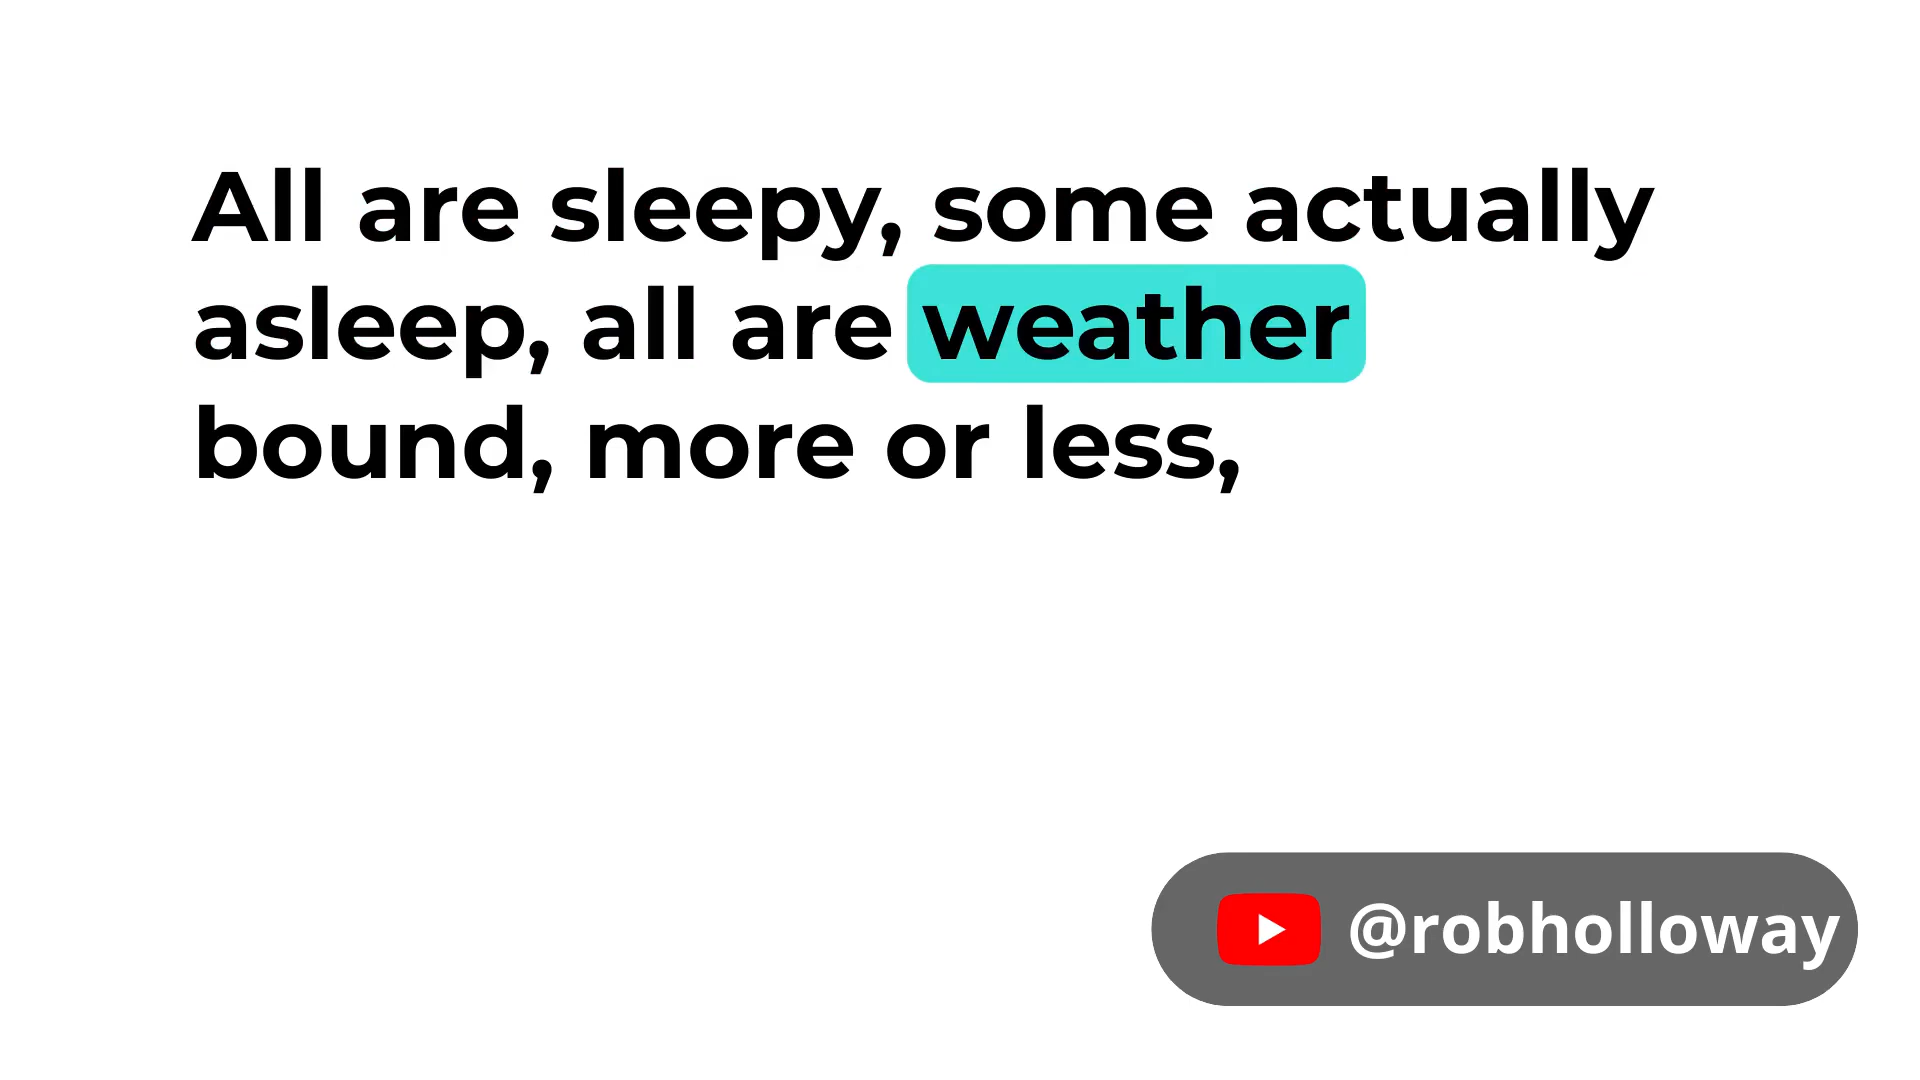 All are sleepy, some actually
asleep, all are weather
bound, more or less,
@robholloway